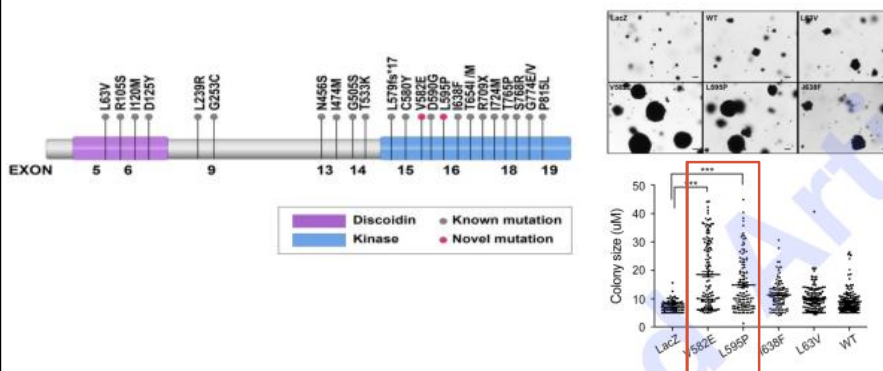 L63V
R105S
I120M
D125Y
L239R
G253C
N456S
I474M
G505S
T533K
L579fs*17
C580Y
V582E
D590G
L595P
I638F
T654I /M
R709X
I724M
T765P
S768R
G774E/V
P815L
EXON 5 6 9 13 14 15 16 18 19
Discoidin
Known mutation
Kinase
Novel mutation
LacZ WT L63V
V582E L595P I638F
***
***
Colony size (uM)
50
40
30
20
10
0
LacZ V582E L595P I638F L63V WT